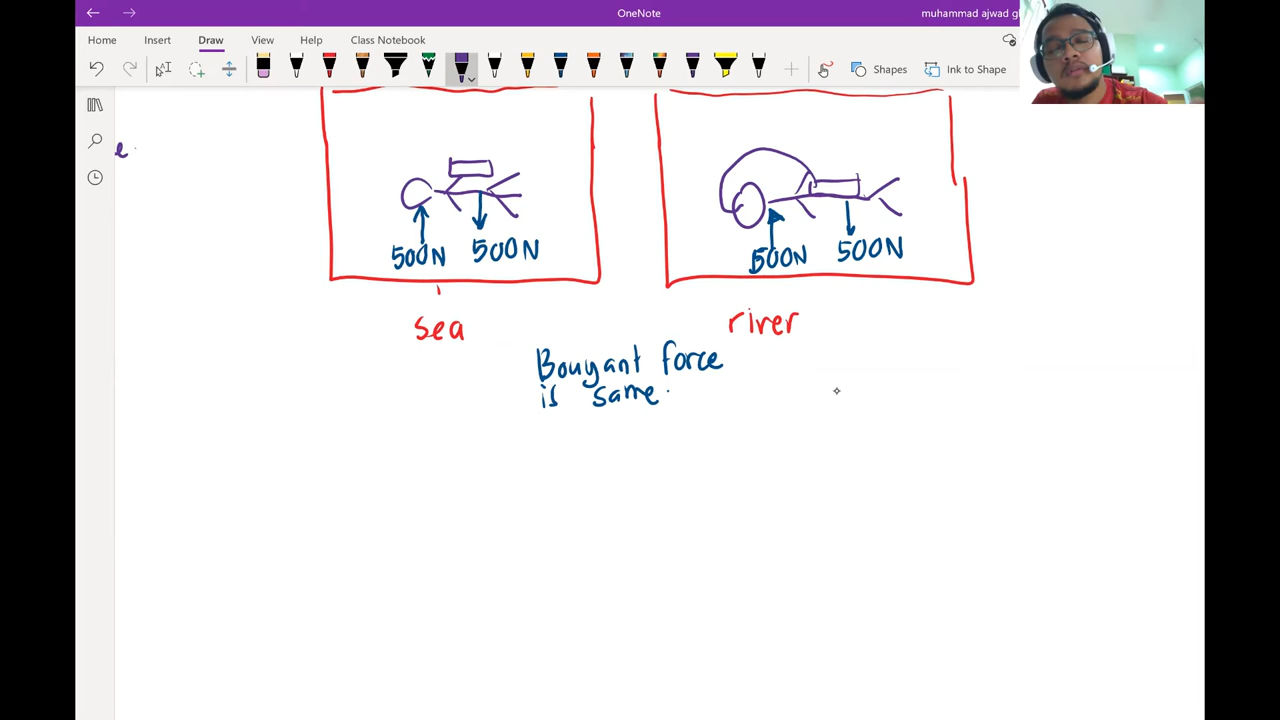 OneNote
muhammad ajwad gh
Home Insert Draw View Help Class Notebook
Shapes Ink to Shape
e.
500N 500N 500N 500N
sea river
Bouyant force
is same.